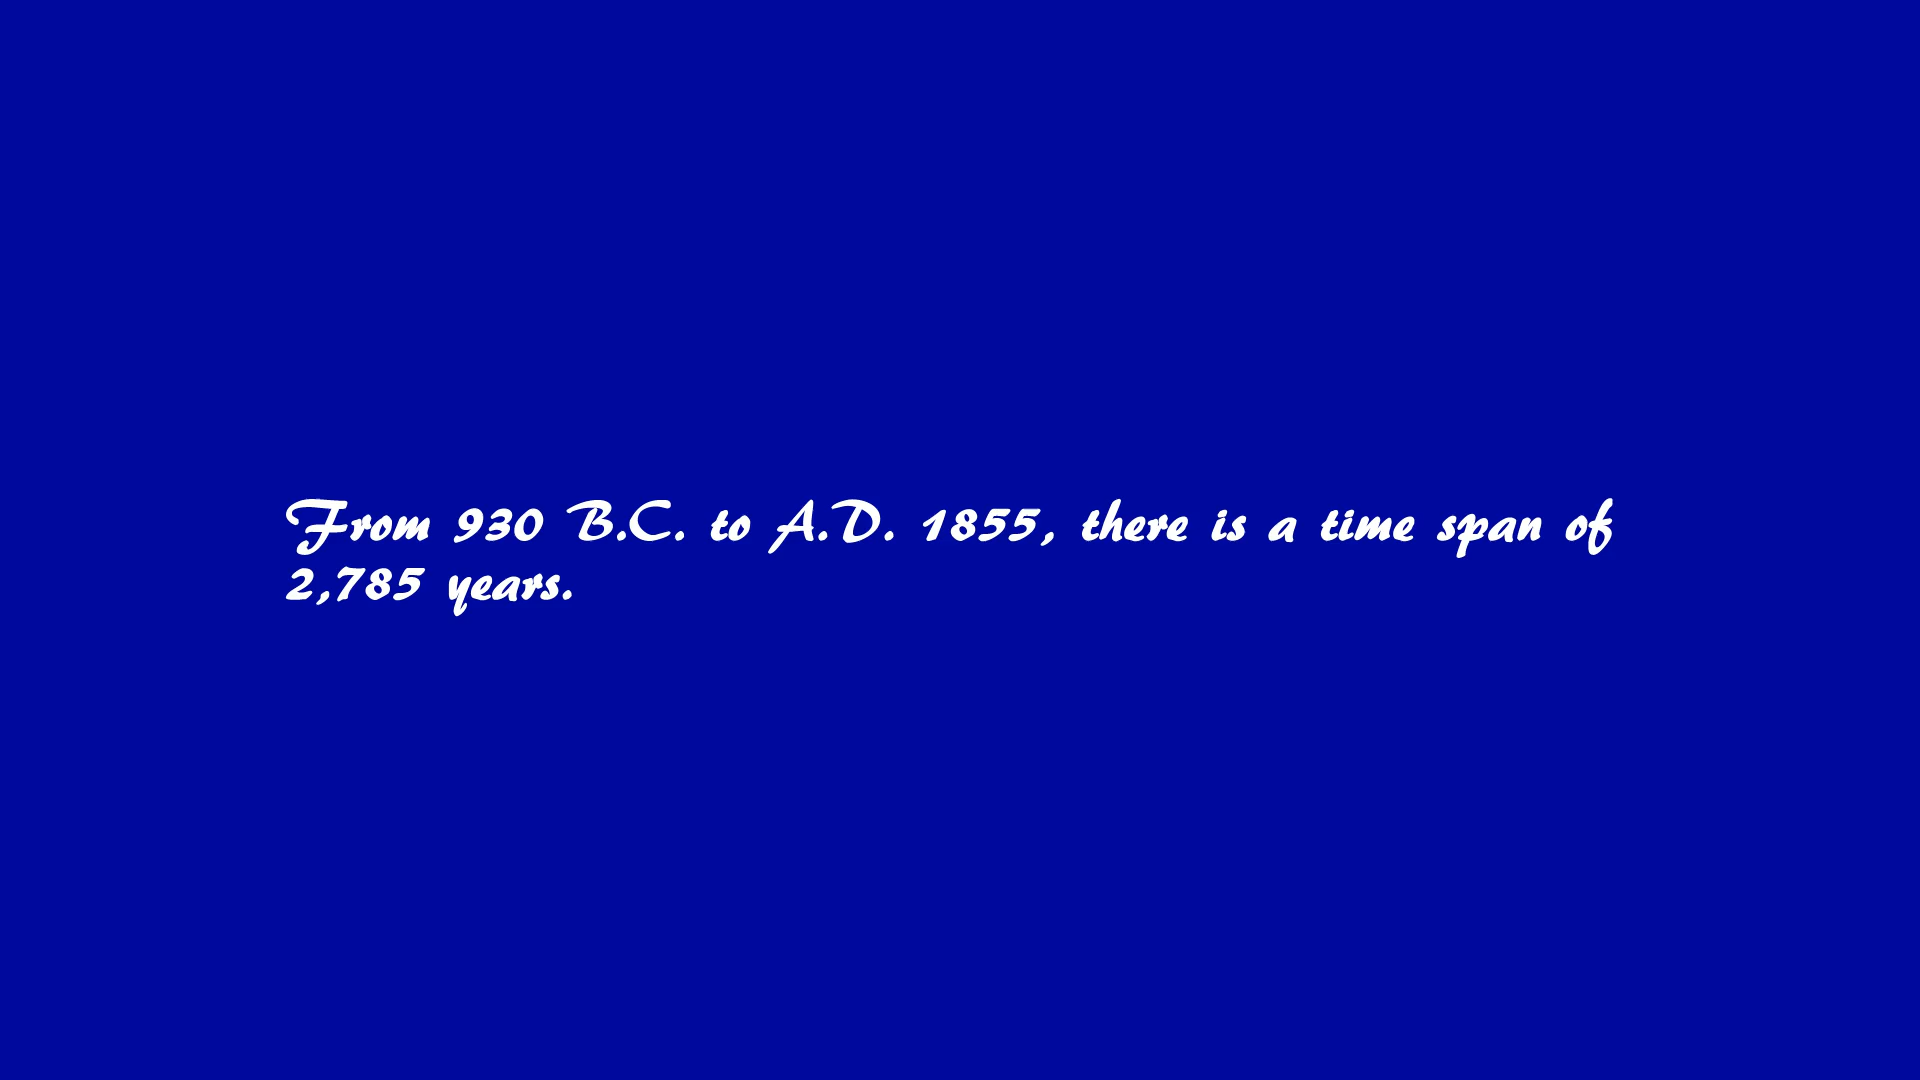 From 930 B.C. to A.D. 1855, there is a time span of
2,785 years.